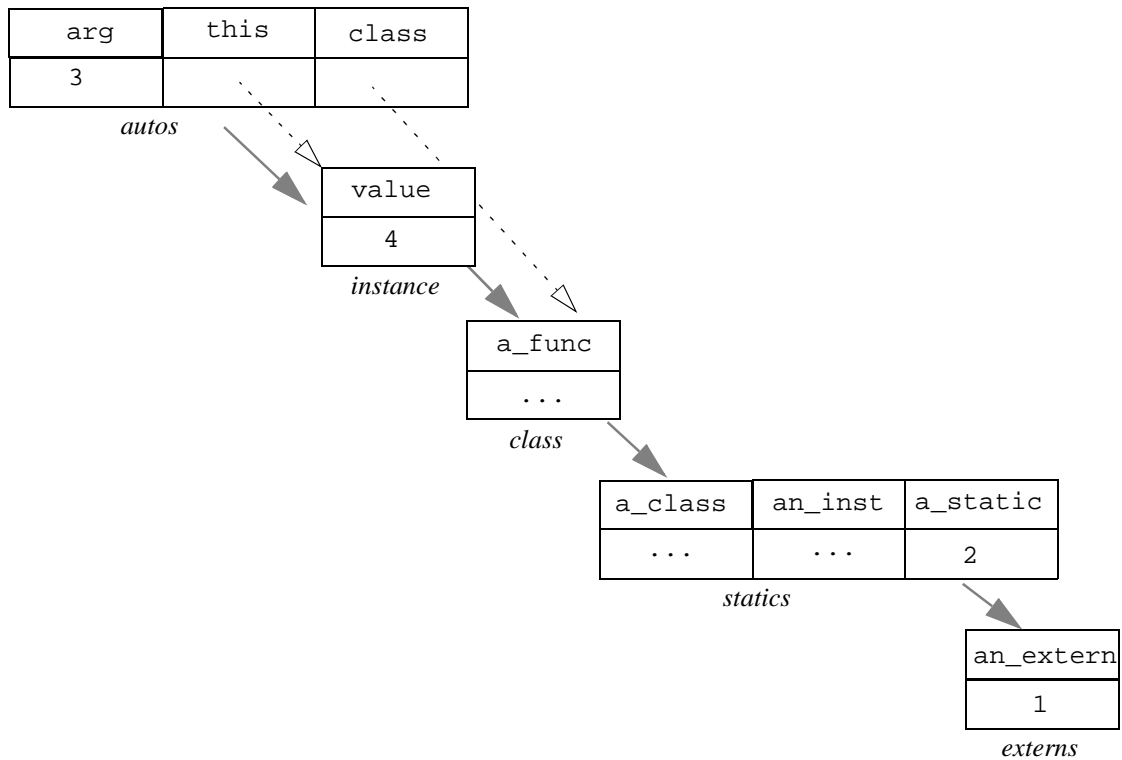 arg this class
3
autos
value
4
instance
a_func
...
class
a_class an_inst a_static
... ... 2
statics
an_extern
1
externs